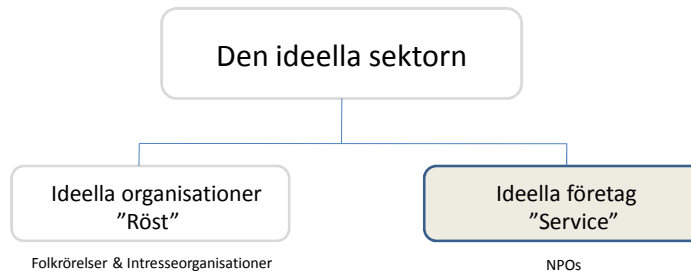 Den ideella sektorn
Ideella organisationer
”Röst”
Ideella företag
”Service”
Folkrörelser & Intresseorganisationer
NPOs